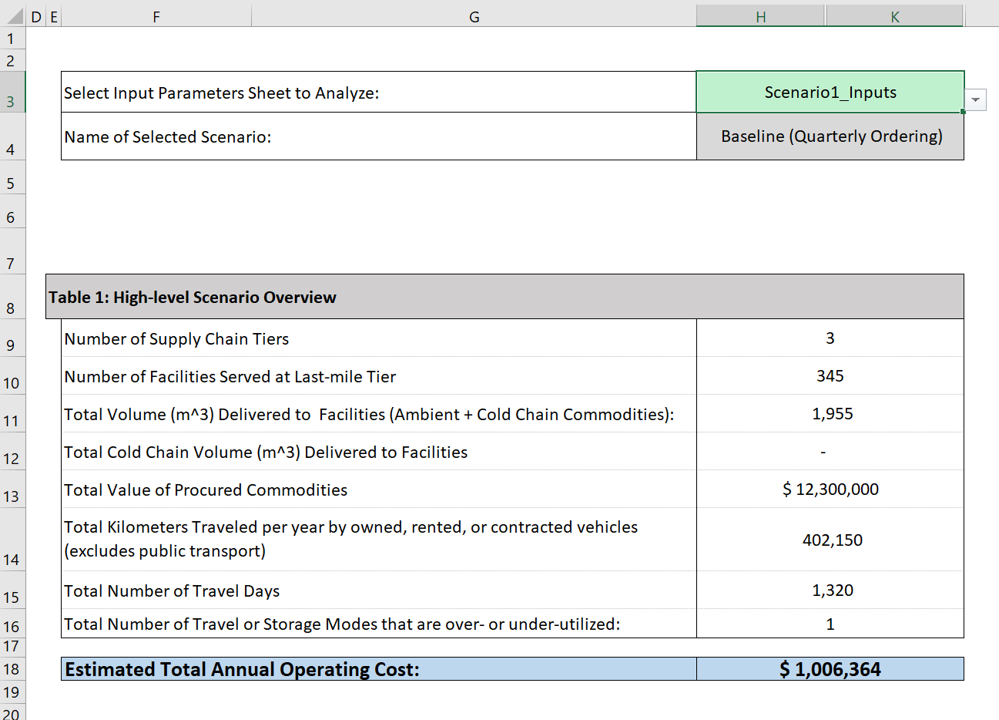 D E F G H K
1
2
3 Select Input Parameters Sheet to Analyze: Scenario1_Inputs
4 Name of Selected Scenario: Baseline (Quarterly Ordering)
5
6
7
8 Table 1: High-level Scenario Overview
9 Number of Supply Chain Tiers 3
10 Number of Facilities Served at Last-mile Tier 345
11 Total Volume (m^3) Delivered to  Facilities (Ambient + Cold Chain Commodities): 1,955
12 Total Cold Chain Volume (m^3) Delivered to Facilities -
13 Total Value of Procured Commodities $ 12,300,000
Total Kilometers Traveled per year by owned, rented, or contracted vehicles
14 (excludes public transport) 402,150
15 Total Number of Travel Days 1,320
16 Total Number of Travel or Storage Modes that are over- or under-utilized: 1
17
18 Estimated Total Annual Operating Cost: $ 1,006,364
19
20